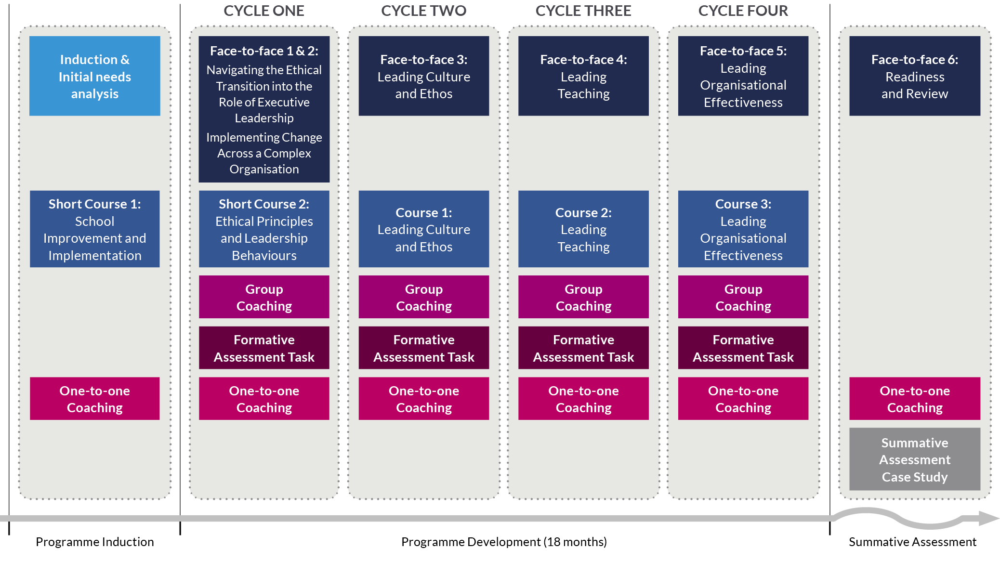 CYCLE ONE
CYCLE TWO
CYCLE THREE
CYCLE FOUR
Induction &
Initial needs
analysis
Short Course 1:
School
Improvement and
Implementation
One-to-one
Coaching
Face-to-face 1 & 2:
Navigating the Ethical
Transition into the
Role of Executive
Leadership
Implementing Change
Across a Complex
Organisation
Short Course 2:
Ethical Principles
and Leadership
Behaviours
Group
Coaching
Formative
Assessment Task
One-to-one
Coaching
Face-to-face 3:
Leading Culture
and Ethos
Course 1:
Leading Culture
and Ethos
Group
Coaching
Formative
Assessment Task
One-to-one
Coaching
Face-to-face 4:
Leading
Teaching
Course 2:
Leading
Teaching
Group
Coaching
Formative
Assessment Task
One-to-one
Coaching
Face-to-face 5:
Leading
Organisational
Effectiveness
Course 3:
Leading
Organisational
Effectiveness
Group
Coaching
Formative
Assessment Task
One-to-one
Coaching
Face-to-face 6:
Readiness
and Review
One-to-one
Coaching
Summative
Assessment
Case Study
Programme Induction
Programme Development (18 months)
Summative Assessment